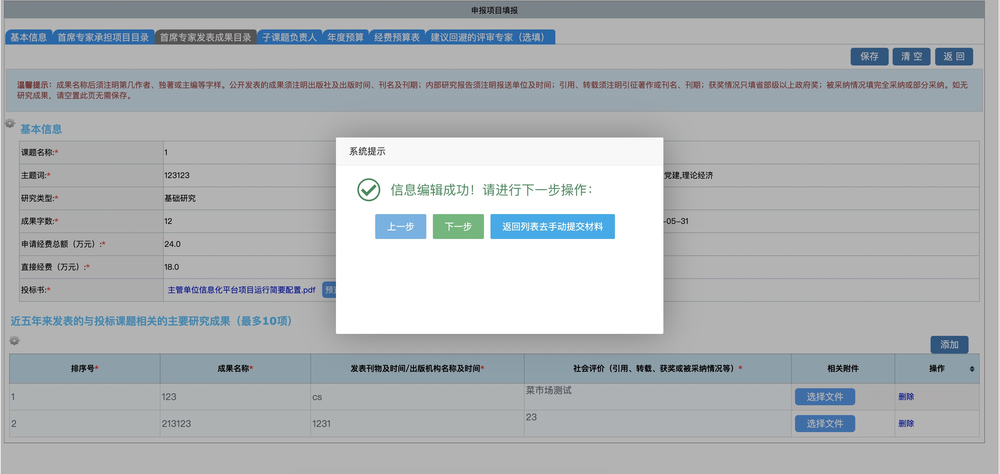 申报项目填报
基本信息 首席专家承担项目目录 首席专家发表成果目录 子课题负责人 年度预算 经费预算表 建议回避的评审专家（选填）
保存 清 空 返 回
温馨提示：成果名称后须注明第几作者、独著或主编等字样。公开发表的成果须注明出版社及出版时间、刊名及刊期；内部研究报告须注明报送单位及时间；引用、转载须注明引征著作或刊名、刊期；获奖情况只填省部级以上政府奖；被采纳情况填完全采纳或部分采纳。如无
研究成果，请空置此页无需保存。
基本信息
课题名称:* 1
主题词:* 123123 党建,理论经济
研究类型:* 基础研究
成果字数:* 12 -05-31
申请经费总额（万元）:* 24.0
直接经费（万元）:* 18.0
投标书:* 主管单位信息化平台项目运行简要配置.pdf 预
系统提示
信息编辑成功！请进行下一步操作：
上一步 下一步 返回列表去手动提交材料
近五年来发表的与投标课题相关的主要研究成果（最多10项）
添加
排序号* 成果名称* 发表刊物及时间/出版机构名称及时间* 社会评价（引用、转载、获奖或被采纳情况等）* 相关附件 操作
1 123 cs 菜市场测试 选择文件 删除
2 213123 1231 23 选择文件 删除